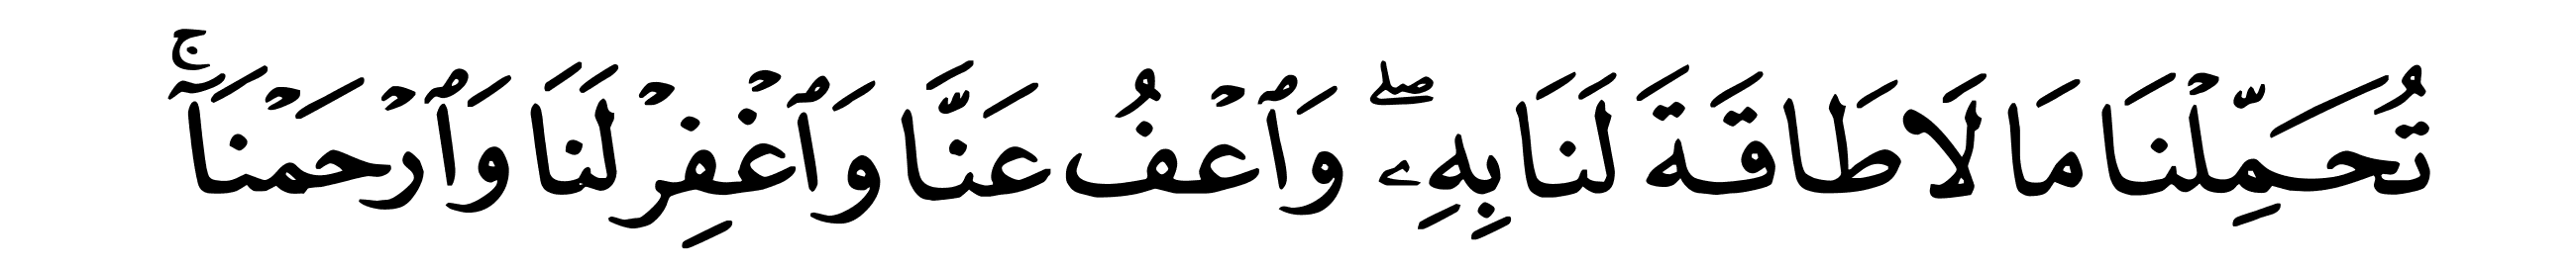 تُحَمِّلۡنَا مَا لَا طَاقَةَ لَنَا بِهِۦۖ وَٱعۡفُ عَنَّا وَٱغۡفِرۡ لَنَا وَٱرۡحَمۡنَآۚ